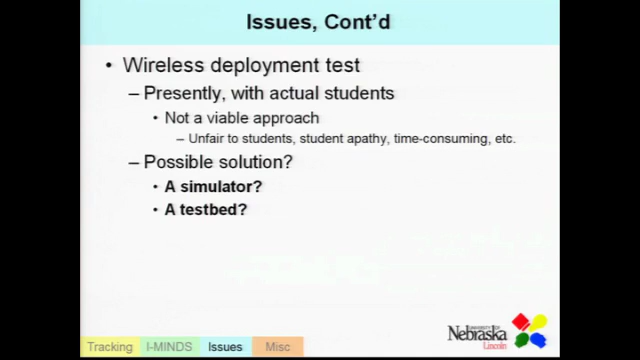 Issues, Cont'd
• Wireless deployment test
– Presently, with actual students
• Not a viable approach
– Unfair to students, student apathy, time-consuming, etc.
– Possible solution?
• A simulator?
• A testbed?
UNIVERSITY OF
Nebraska
Lincoln
Tracking I-MINDS Issues Misc